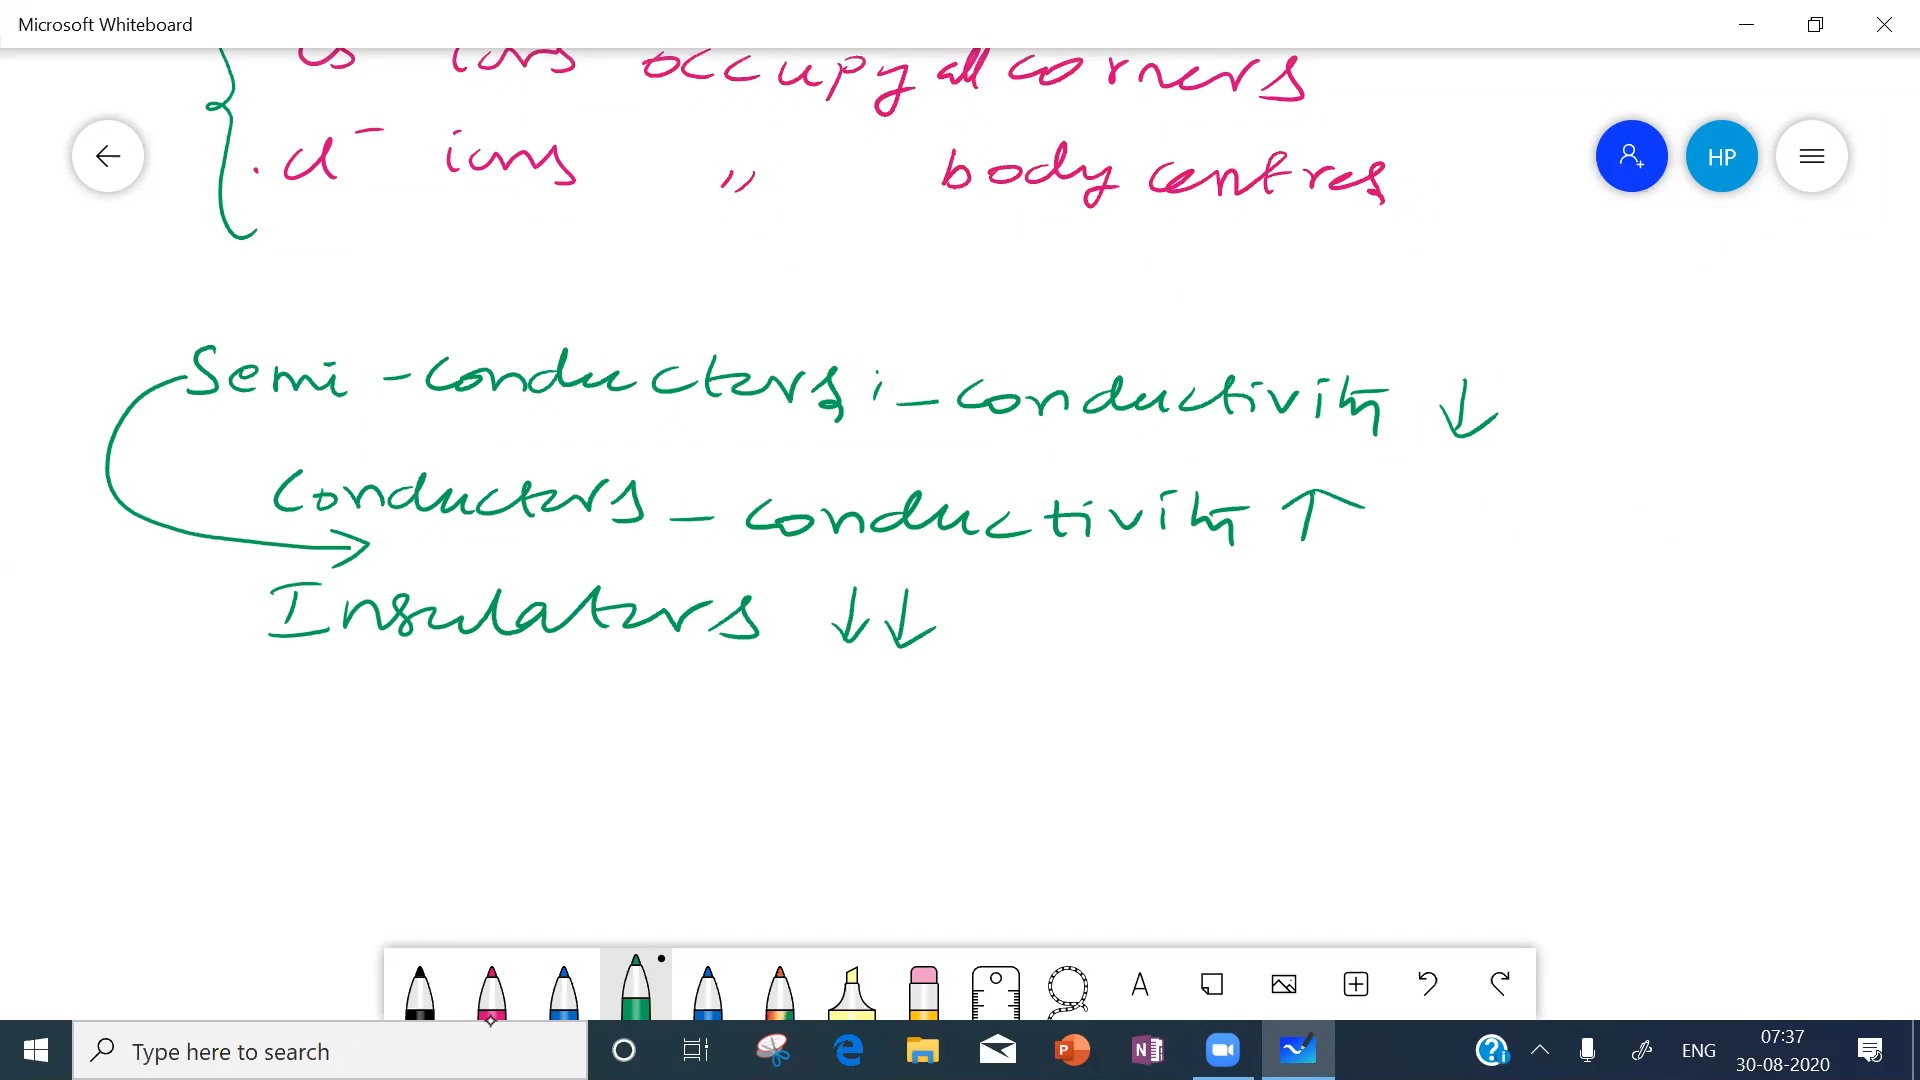 Microsoft Whiteboard
Cs ions occupy all corners
. Cl⁻ ions ,, body centres
HP
Semi-conductors :- conductivity ↓
Conductors - conductivity ↑
Insulators ↓↓
Type here to search
ENG
07:37
30-08-2020